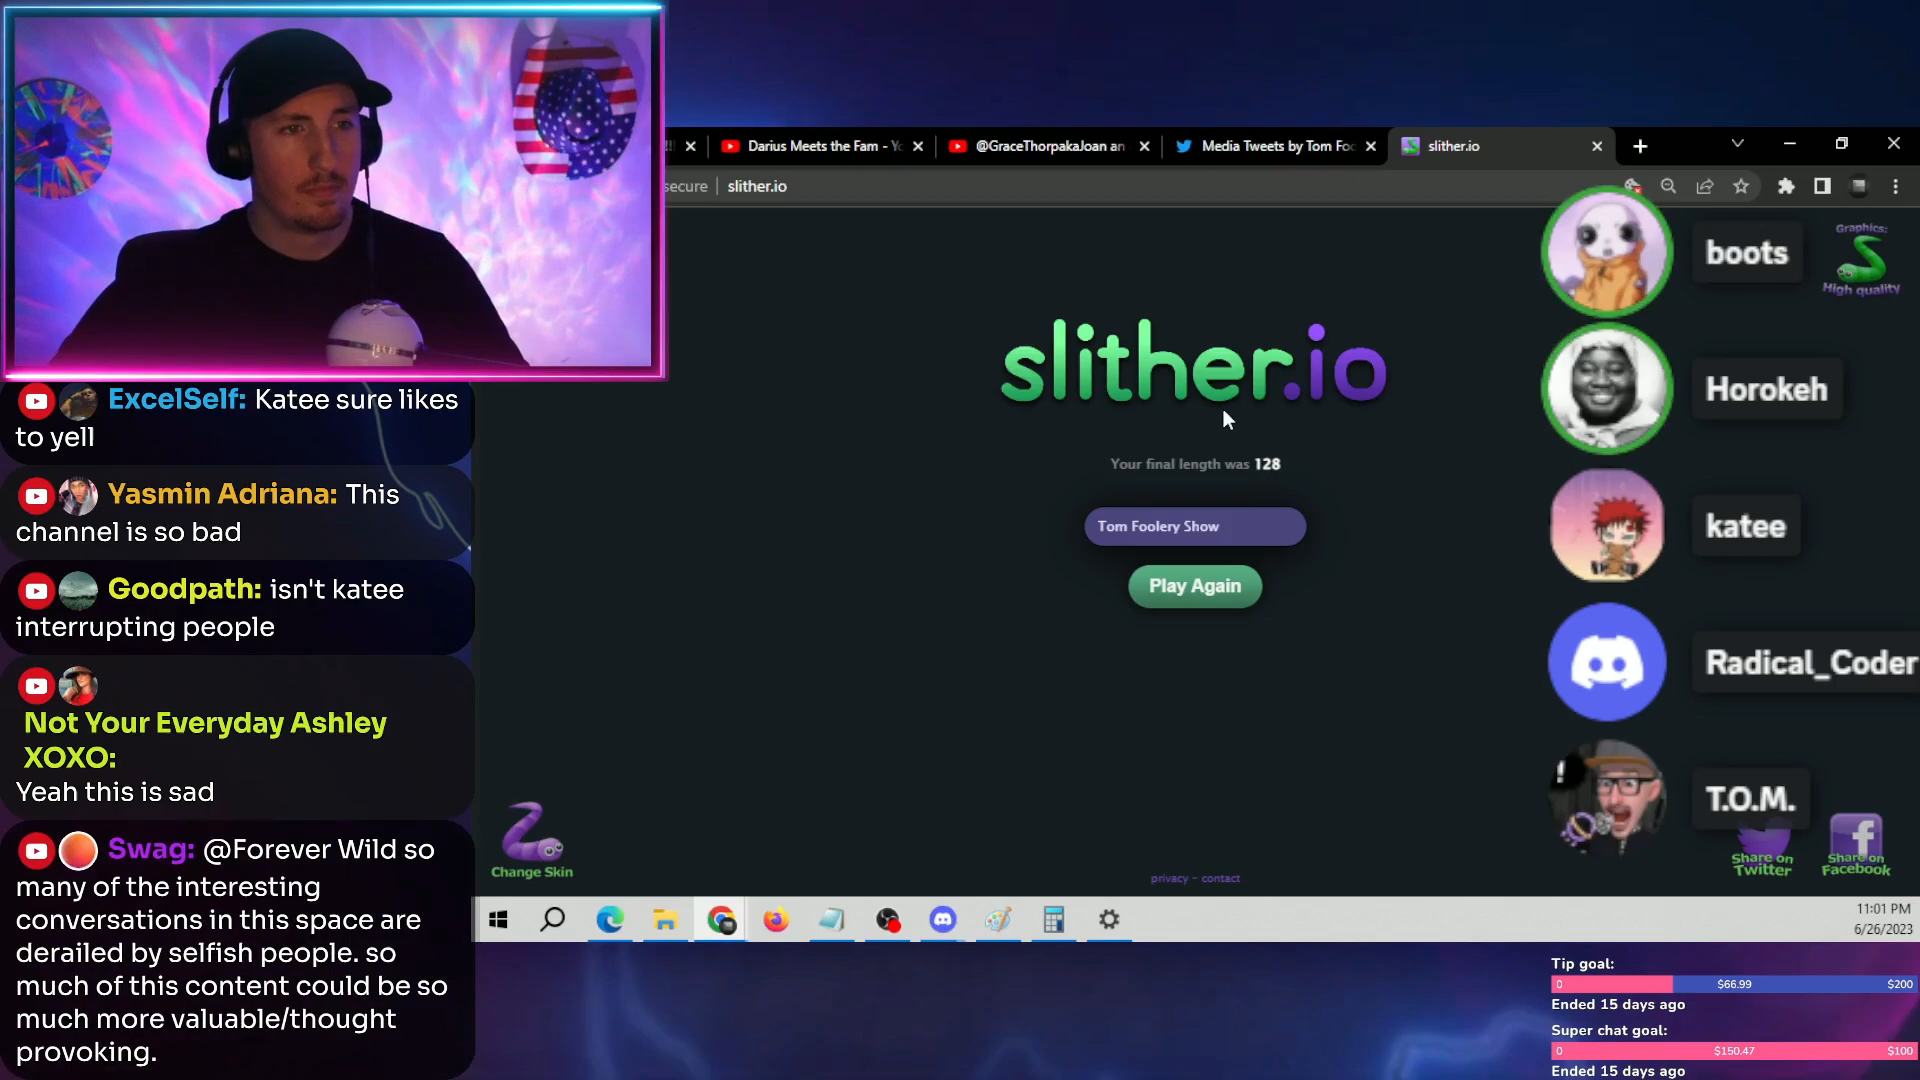 Darius Meets the Fam - Yo
@GraceThorpakaJoan an
Media Tweets by Tom Foo
slither.io
secure
slither.io
Graphics:
High quality
boots
Horokeh
katee
Radical_Coder
T.O.M.
slither.io
Your final length was 128
Tom Foolery Show
Play Again
Change Skin
privacy - contact
Share on
Twitter
Share on
Facebook
11:01 PM
6/26/2023
ExcelSelf: Katee sure likes
to yell
Yasmin Adriana: This
channel is so bad
Goodpath: isn't katee
interrupting people
Not Your Everyday Ashley
XOXO:
Yeah this is sad
Swag: @Forever Wild so
many of the interesting
conversations in this space are
derailed by selfish people. so
much of this content could be so
much more valuable/thought
provoking.
Tip goal:
0 $66.99 $200
Ended 15 days ago
Super chat goal:
0 $150.47 $100
Ended 15 days ago